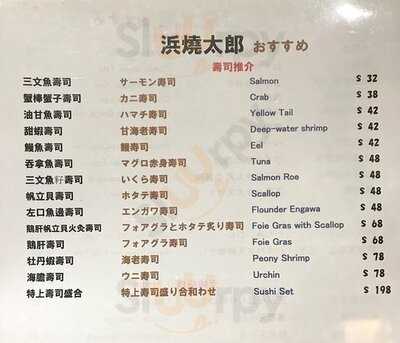 浜燒太郎 おすすめ
壽司推介
三文魚壽司 サーモン寿司 Salmon $ 32
蟹棒蟹子壽司 カニ寿司 Crab $ 38
油甘魚壽司 ハマチ寿司 Yellow Tail $ 42
甜蝦壽司 甘海老寿司 Deep-water shrimp $ 42
鰻魚壽司 鰻寿司 Eel $ 42
吞拿魚壽司 マグロ赤身寿司 Tuna $ 48
三文魚籽壽司 いくら寿司 Salmon Roe $ 48
帆立貝壽司 ホタテ寿司 Scallop $ 48
左口魚邊壽司 エンガワ寿司 Flounder Engawa $ 48
鵝肝帆立貝火灸壽司 フォアグラとホタテ炙り寿司 Foie Gras with Scallop $ 68
鵝肝壽司 フォアグラ寿司 Foie Gras $ 68
牡丹蝦壽司 海老寿司 Peony Shrimp $ 78
海膽壽司 ウニ寿司 Urchin $ 78
特上壽司盛合 特上寿司盛り合わせ Sushi Set $ 198